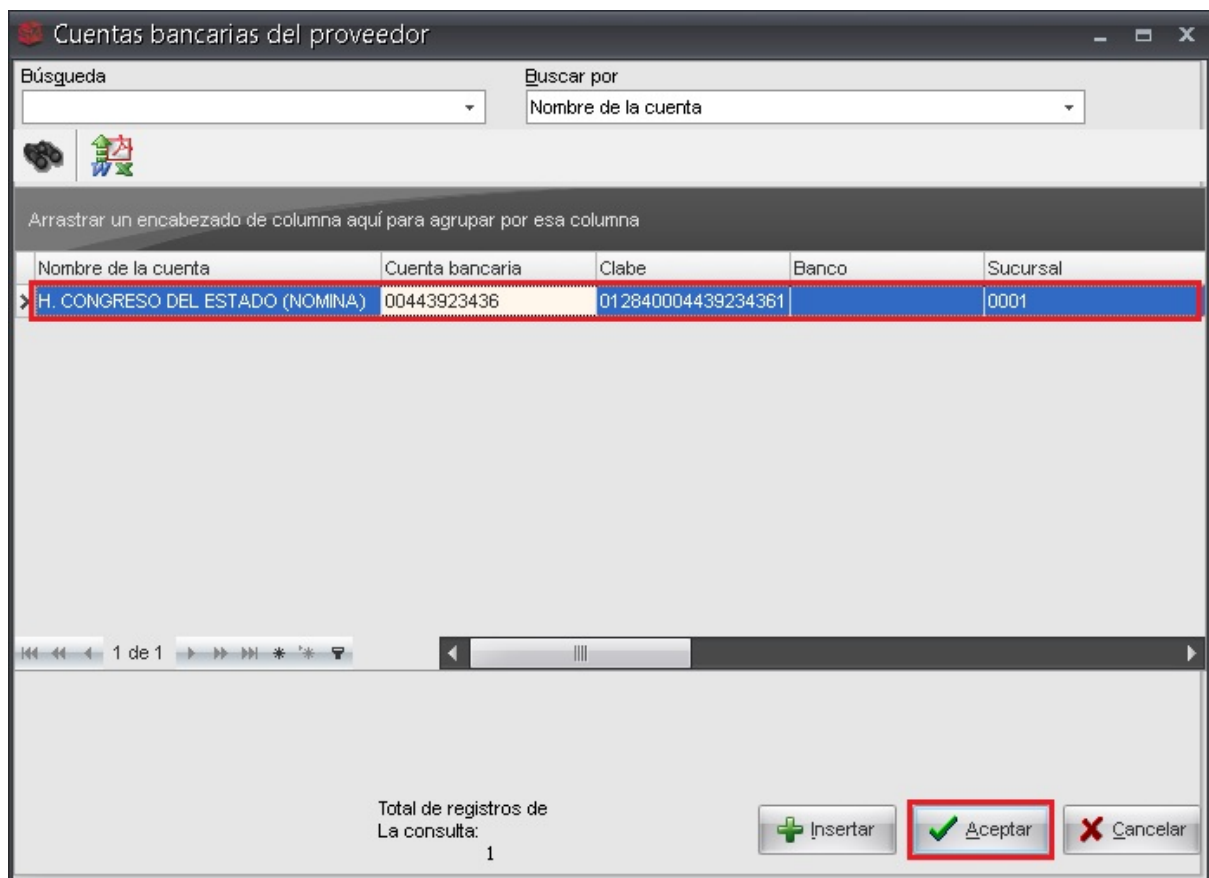 Cuentas bancarias del proveedor
Búsqueda Buscar por
Nombre de la cuenta
Arrastrar un encabezado de columna aquí para agrupar por esa columna
Nombre de la cuenta Cuenta bancaria Clabe Banco Sucursal
H. CONGRESO DEL ESTADO (NOMINA) 00443923436 012840004439234361 0001
1 de 1
Total de registros de
La consulta:
1
Insertar Aceptar Cancelar